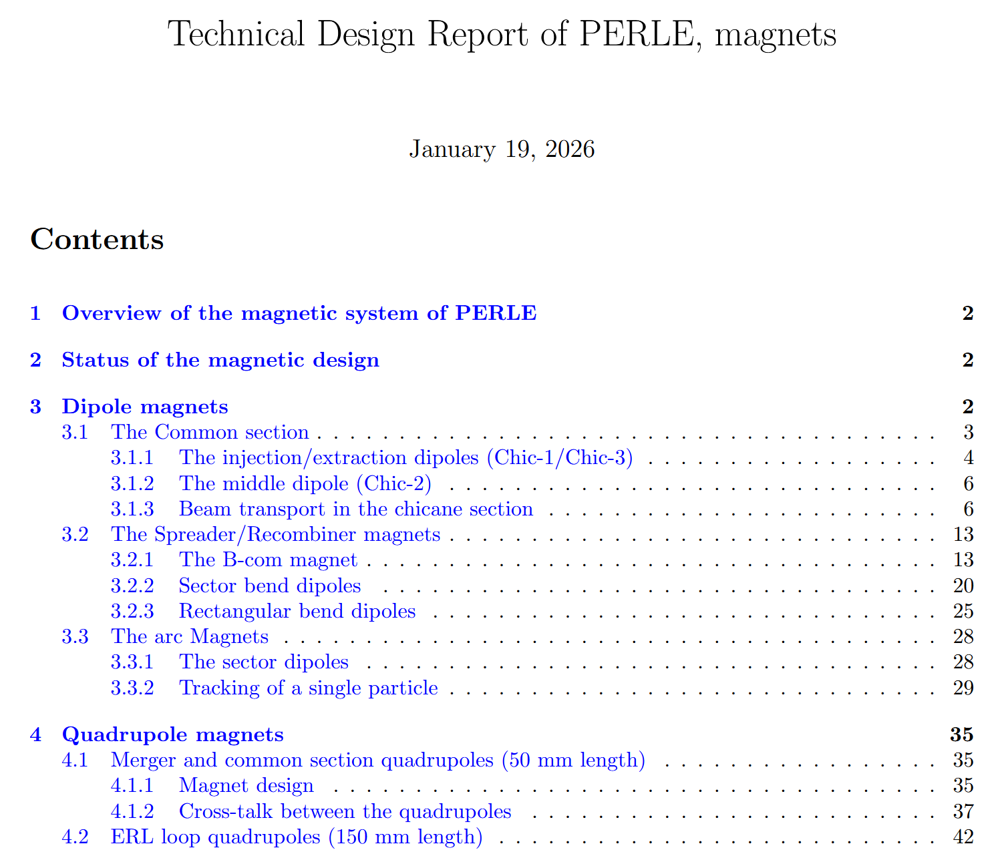 Technical Design Report of PERLE, magnets
January 19, 2026
Contents
1 Overview of the magnetic system of PERLE 2
2 Status of the magnetic design 2
3 Dipole magnets 2
3.1 The Common section . . . . . . . . . . . . . . . . . . . . . . . . . . . . . . . . . . . . . . 3
3.1.1 The injection/extraction dipoles (Chic-1/Chic-3) . . . . . . . . . . . . . . . . . . 4
3.1.2 The middle dipole (Chic-2) . . . . . . . . . . . . . . . . . . . . . . . . . . . . . . 6
3.1.3 Beam transport in the chicane section . . . . . . . . . . . . . . . . . . . . . . . . 6
3.2 The Spreader/Recombiner magnets . . . . . . . . . . . . . . . . . . . . . . . . . . . . . . 13
3.2.1 The B-com magnet . . . . . . . . . . . . . . . . . . . . . . . . . . . . . . . . . . . 13
3.2.2 Sector bend dipoles . . . . . . . . . . . . . . . . . . . . . . . . . . . . . . . . . . 20
3.2.3 Rectangular bend dipoles . . . . . . . . . . . . . . . . . . . . . . . . . . . . . . . 25
3.3 The arc Magnets . . . . . . . . . . . . . . . . . . . . . . . . . . . . . . . . . . . . . . . . 28
3.3.1 The sector dipoles . . . . . . . . . . . . . . . . . . . . . . . . . . . . . . . . . . . 28
3.3.2 Tracking of a single particle . . . . . . . . . . . . . . . . . . . . . . . . . . . . . . 29
4 Quadrupole magnets 35
4.1 Merger and common section quadrupoles (50 mm length) . . . . . . . . . . . . . . . . . 35
4.1.1 Magnet design . . . . . . . . . . . . . . . . . . . . . . . . . . . . . . . . . . . . . 35
4.1.2 Cross-talk between the quadrupoles . . . . . . . . . . . . . . . . . . . . . . . . . 37
4.2 ERL loop quadrupoles (150 mm length) . . . . . . . . . . . . . . . . . . . . . . . . . . . 42